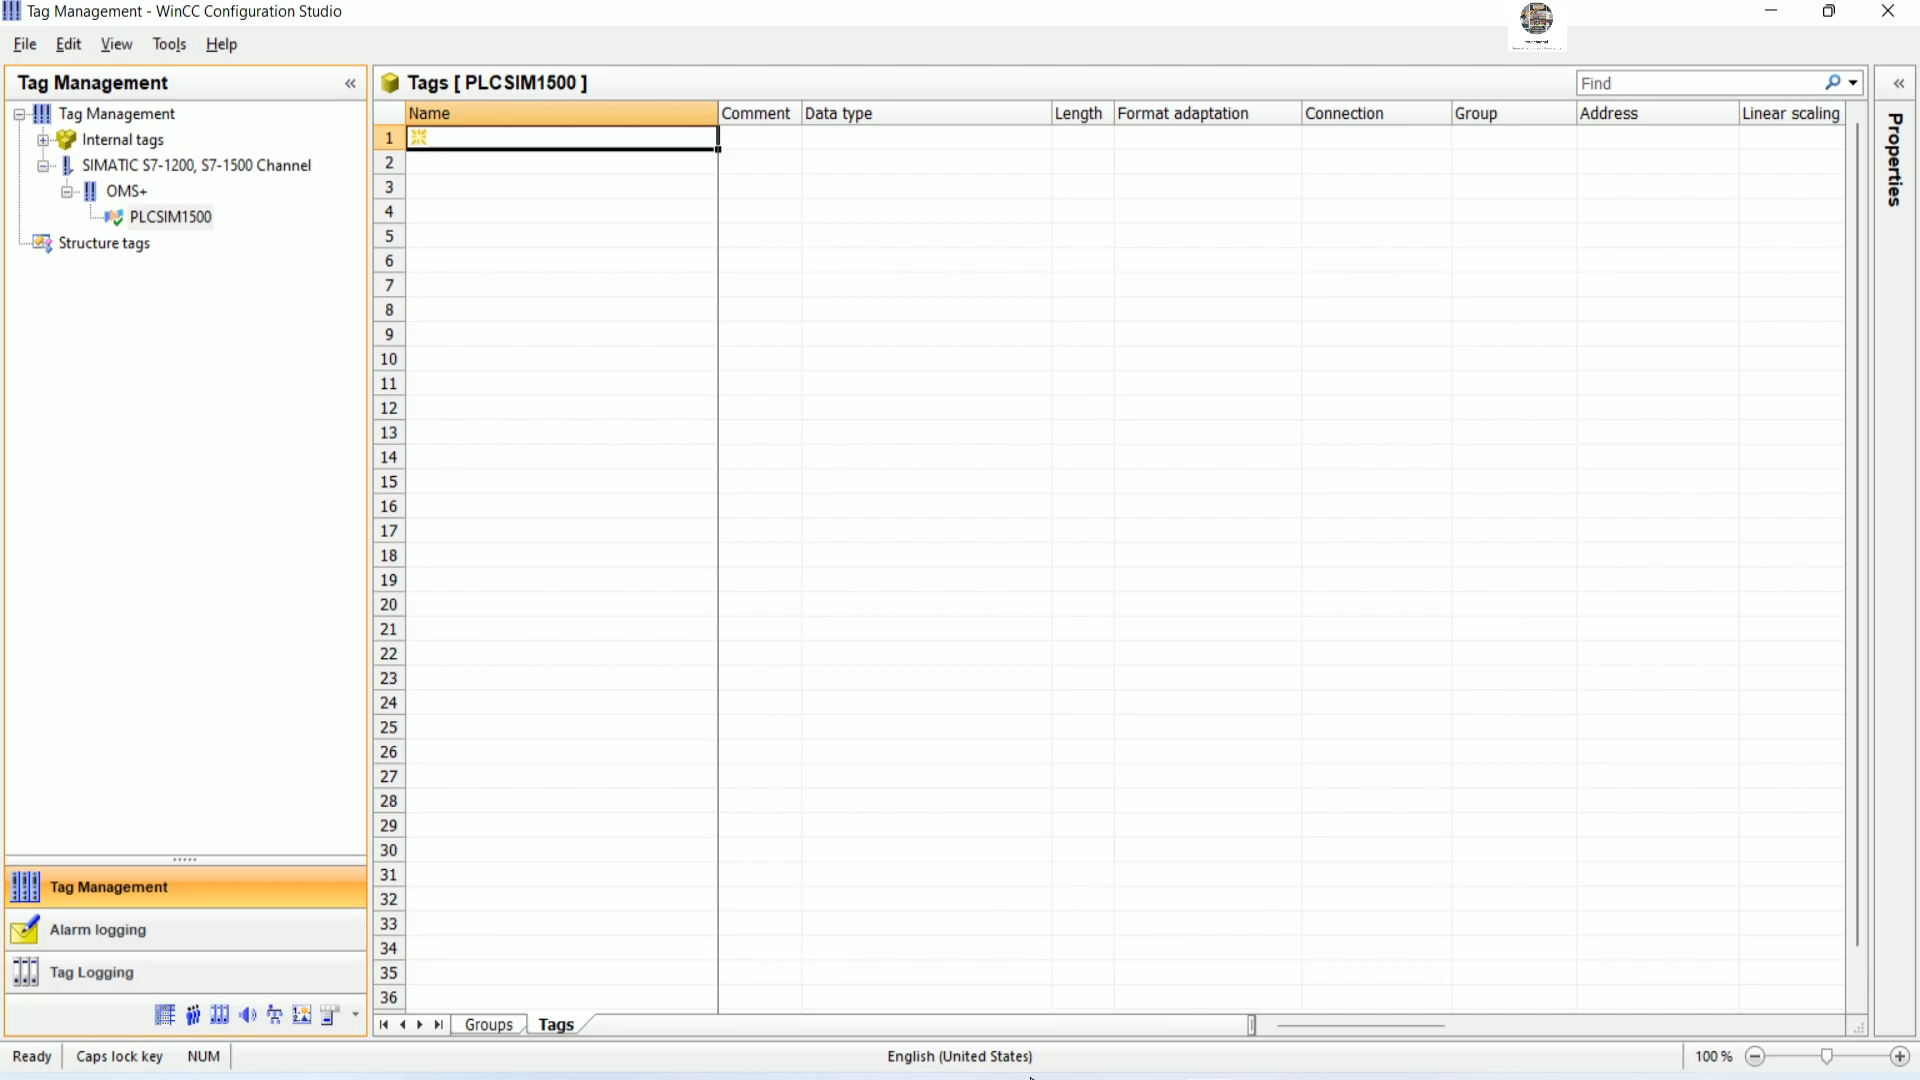 Tag Management - WinCC Configuration Studio
File Edit View Tools Help
Tag Management «
Tags [ PLCSIM1500 ]
Find
«
Tag Management
Internal tags
SIMATIC S7-1200, S7-1500 Channel
OMS+
PLCSIM1500
Structure tags
Name Comment Data type Length Format adaptation Connection Group Address Linear scaling
1
2
3
4
5
6
7
8
9
10
11
12
13
14
15
16
17
18
19
20
21
22
23
24
25
26
27
28
29
30
31
32
33
34
35
36
Properties
Tag Management
Alarm logging
Tag Logging
Groups Tags
Ready Caps lock key NUM English (United States) 100 %